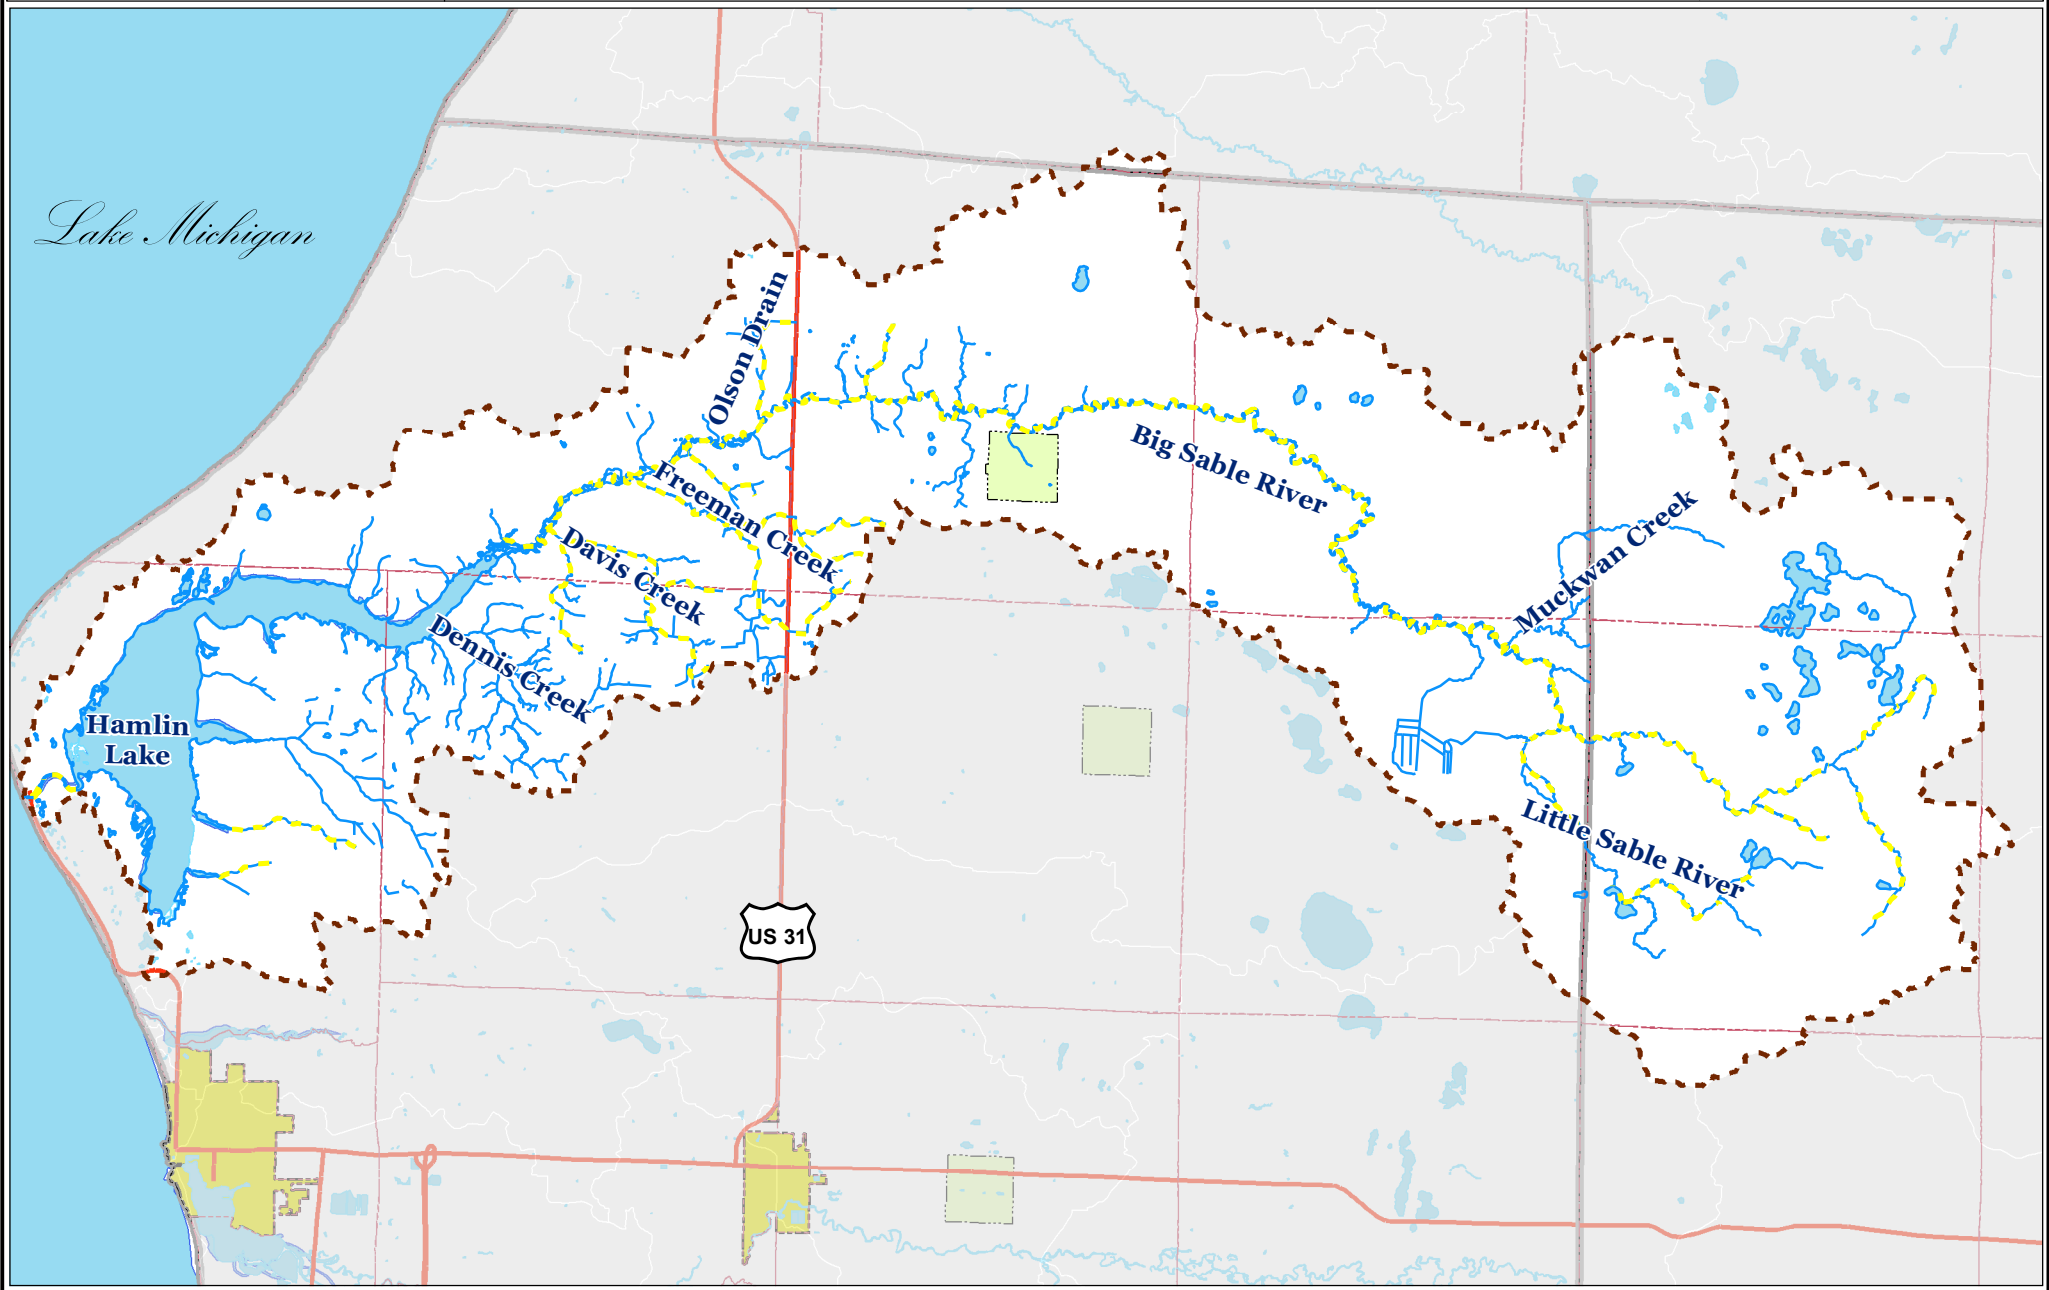 Lake Michigan
Olson Drain
Big Sable River
Freeman Creek
Muckwan Creek
Davis Creek
Dennis Creek
Hamlin
Lake
Little Sable River
US 31